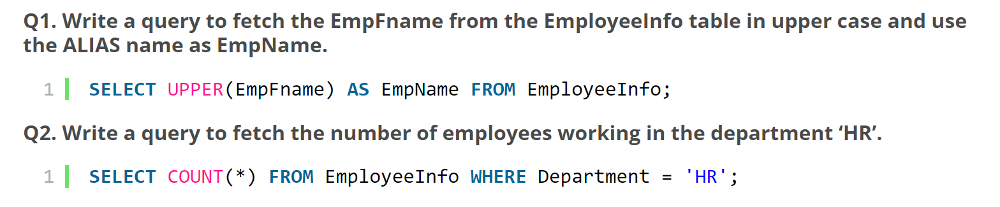 Q1. Write a query to fetch the EmpFname from the EmployeeInfo table in upper case and use
the ALIAS name as EmpName.
1 SELECT UPPER(EmpFname) AS EmpName FROM EmployeeInfo;
Q2. Write a query to fetch the number of employees working in the department ‘HR’.
1 SELECT COUNT(*) FROM EmployeeInfo WHERE Department = 'HR';